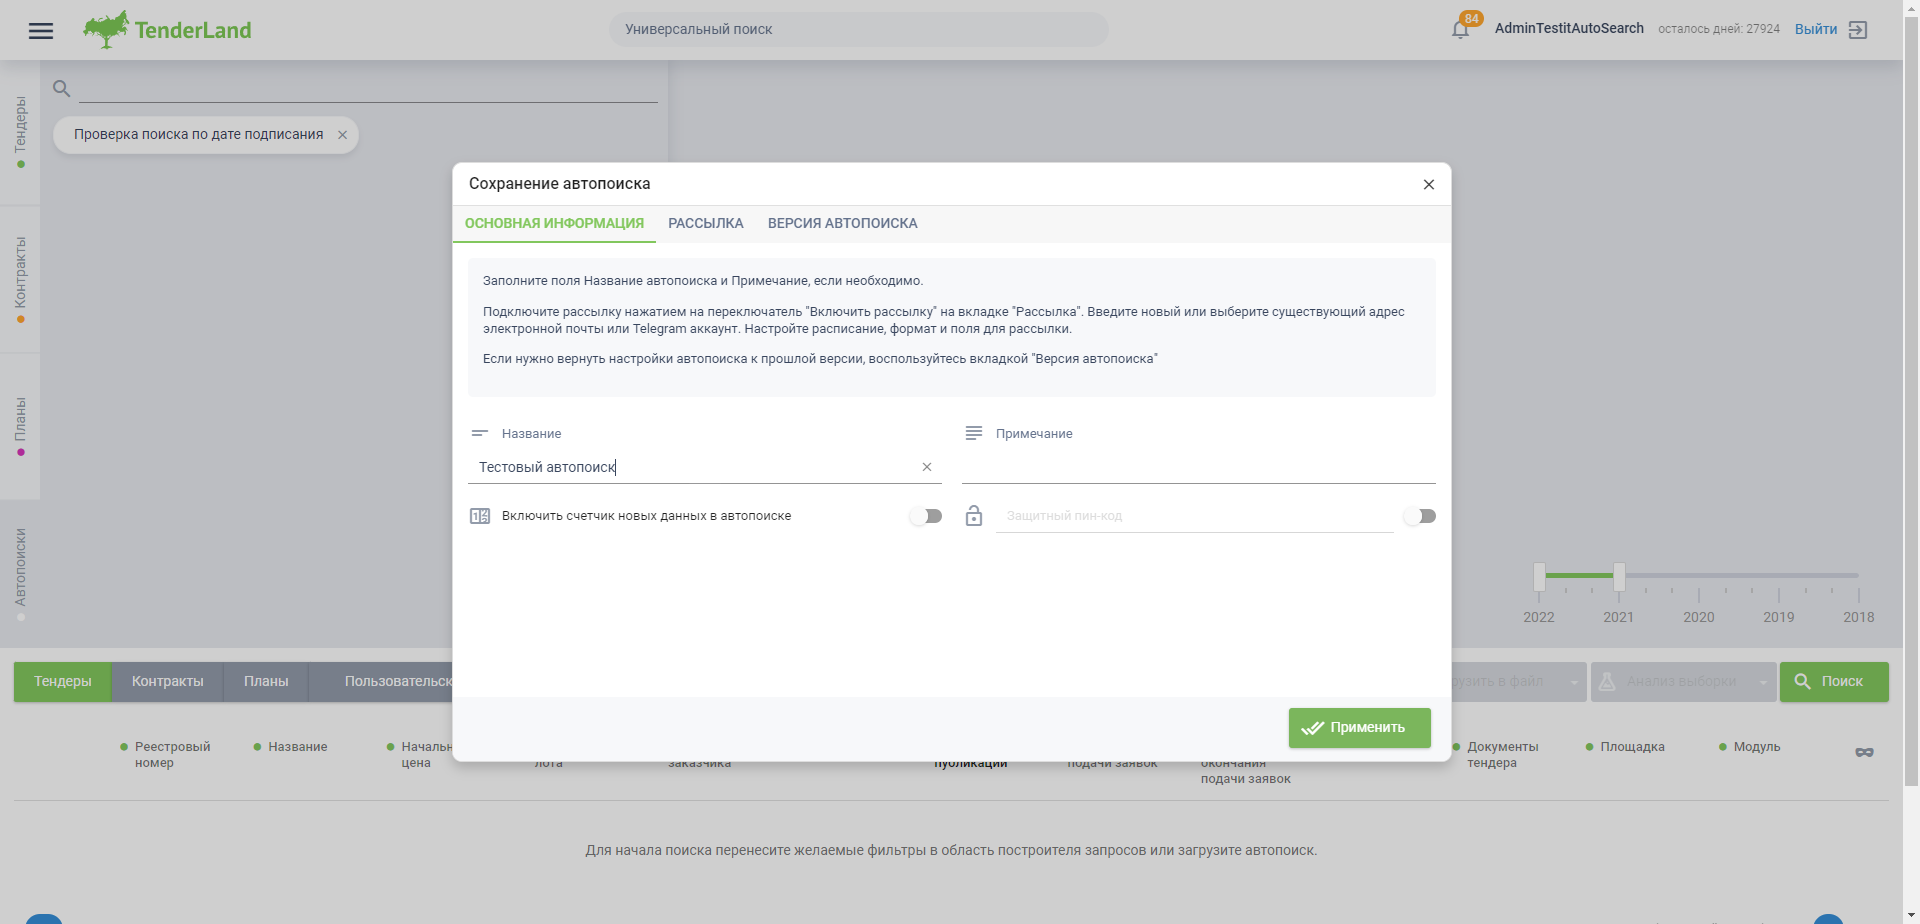 TenderLand
Универсальный поиск
84
AdminTestitAutoSearch
осталось дней: 27924
Выйти
Тендеры
Контракты
Планы
Автопоиски
Проверка поиска по дате подписания
Сохранение автопоиска
ОСНОВНАЯ ИНФОРМАЦИЯ
РАССЫЛКА
ВЕРСИЯ АВТОПОИСКА
Заполните поля Название автопоиска и Примечание, если необходимо.
Подключите рассылку нажатием на переключатель "Включить рассылку" на вкладке "Рассылка". Введите новый или выберите существующий адрес
электронной почты или Telegram аккаунт. Настройте расписание, формат и поля для рассылки.
Если нужно вернуть настройки автопоиска к прошлой версии, воспользуйтесь вкладкой "Версия автопоиска"
Название
Примечание
Тестовый автопоиск
Включить счетчик новых данных в автопоиске
Защитный пин-код
2022
2021
2020
2019
2018
Тендеры
Контракты
Планы
Пользовательск
рузить в файл
Анализ выборки
Поиск
Применить
Реестровый
номер
Название
Начальн
цена
лота
заказчика
публикации
подачи заявок
окончания
подачи заявок
Документы
тендера
Площадка
Модуль
Для начала поиска перенесите желаемые фильтры в область построителя запросов или загрузите автопоиск.